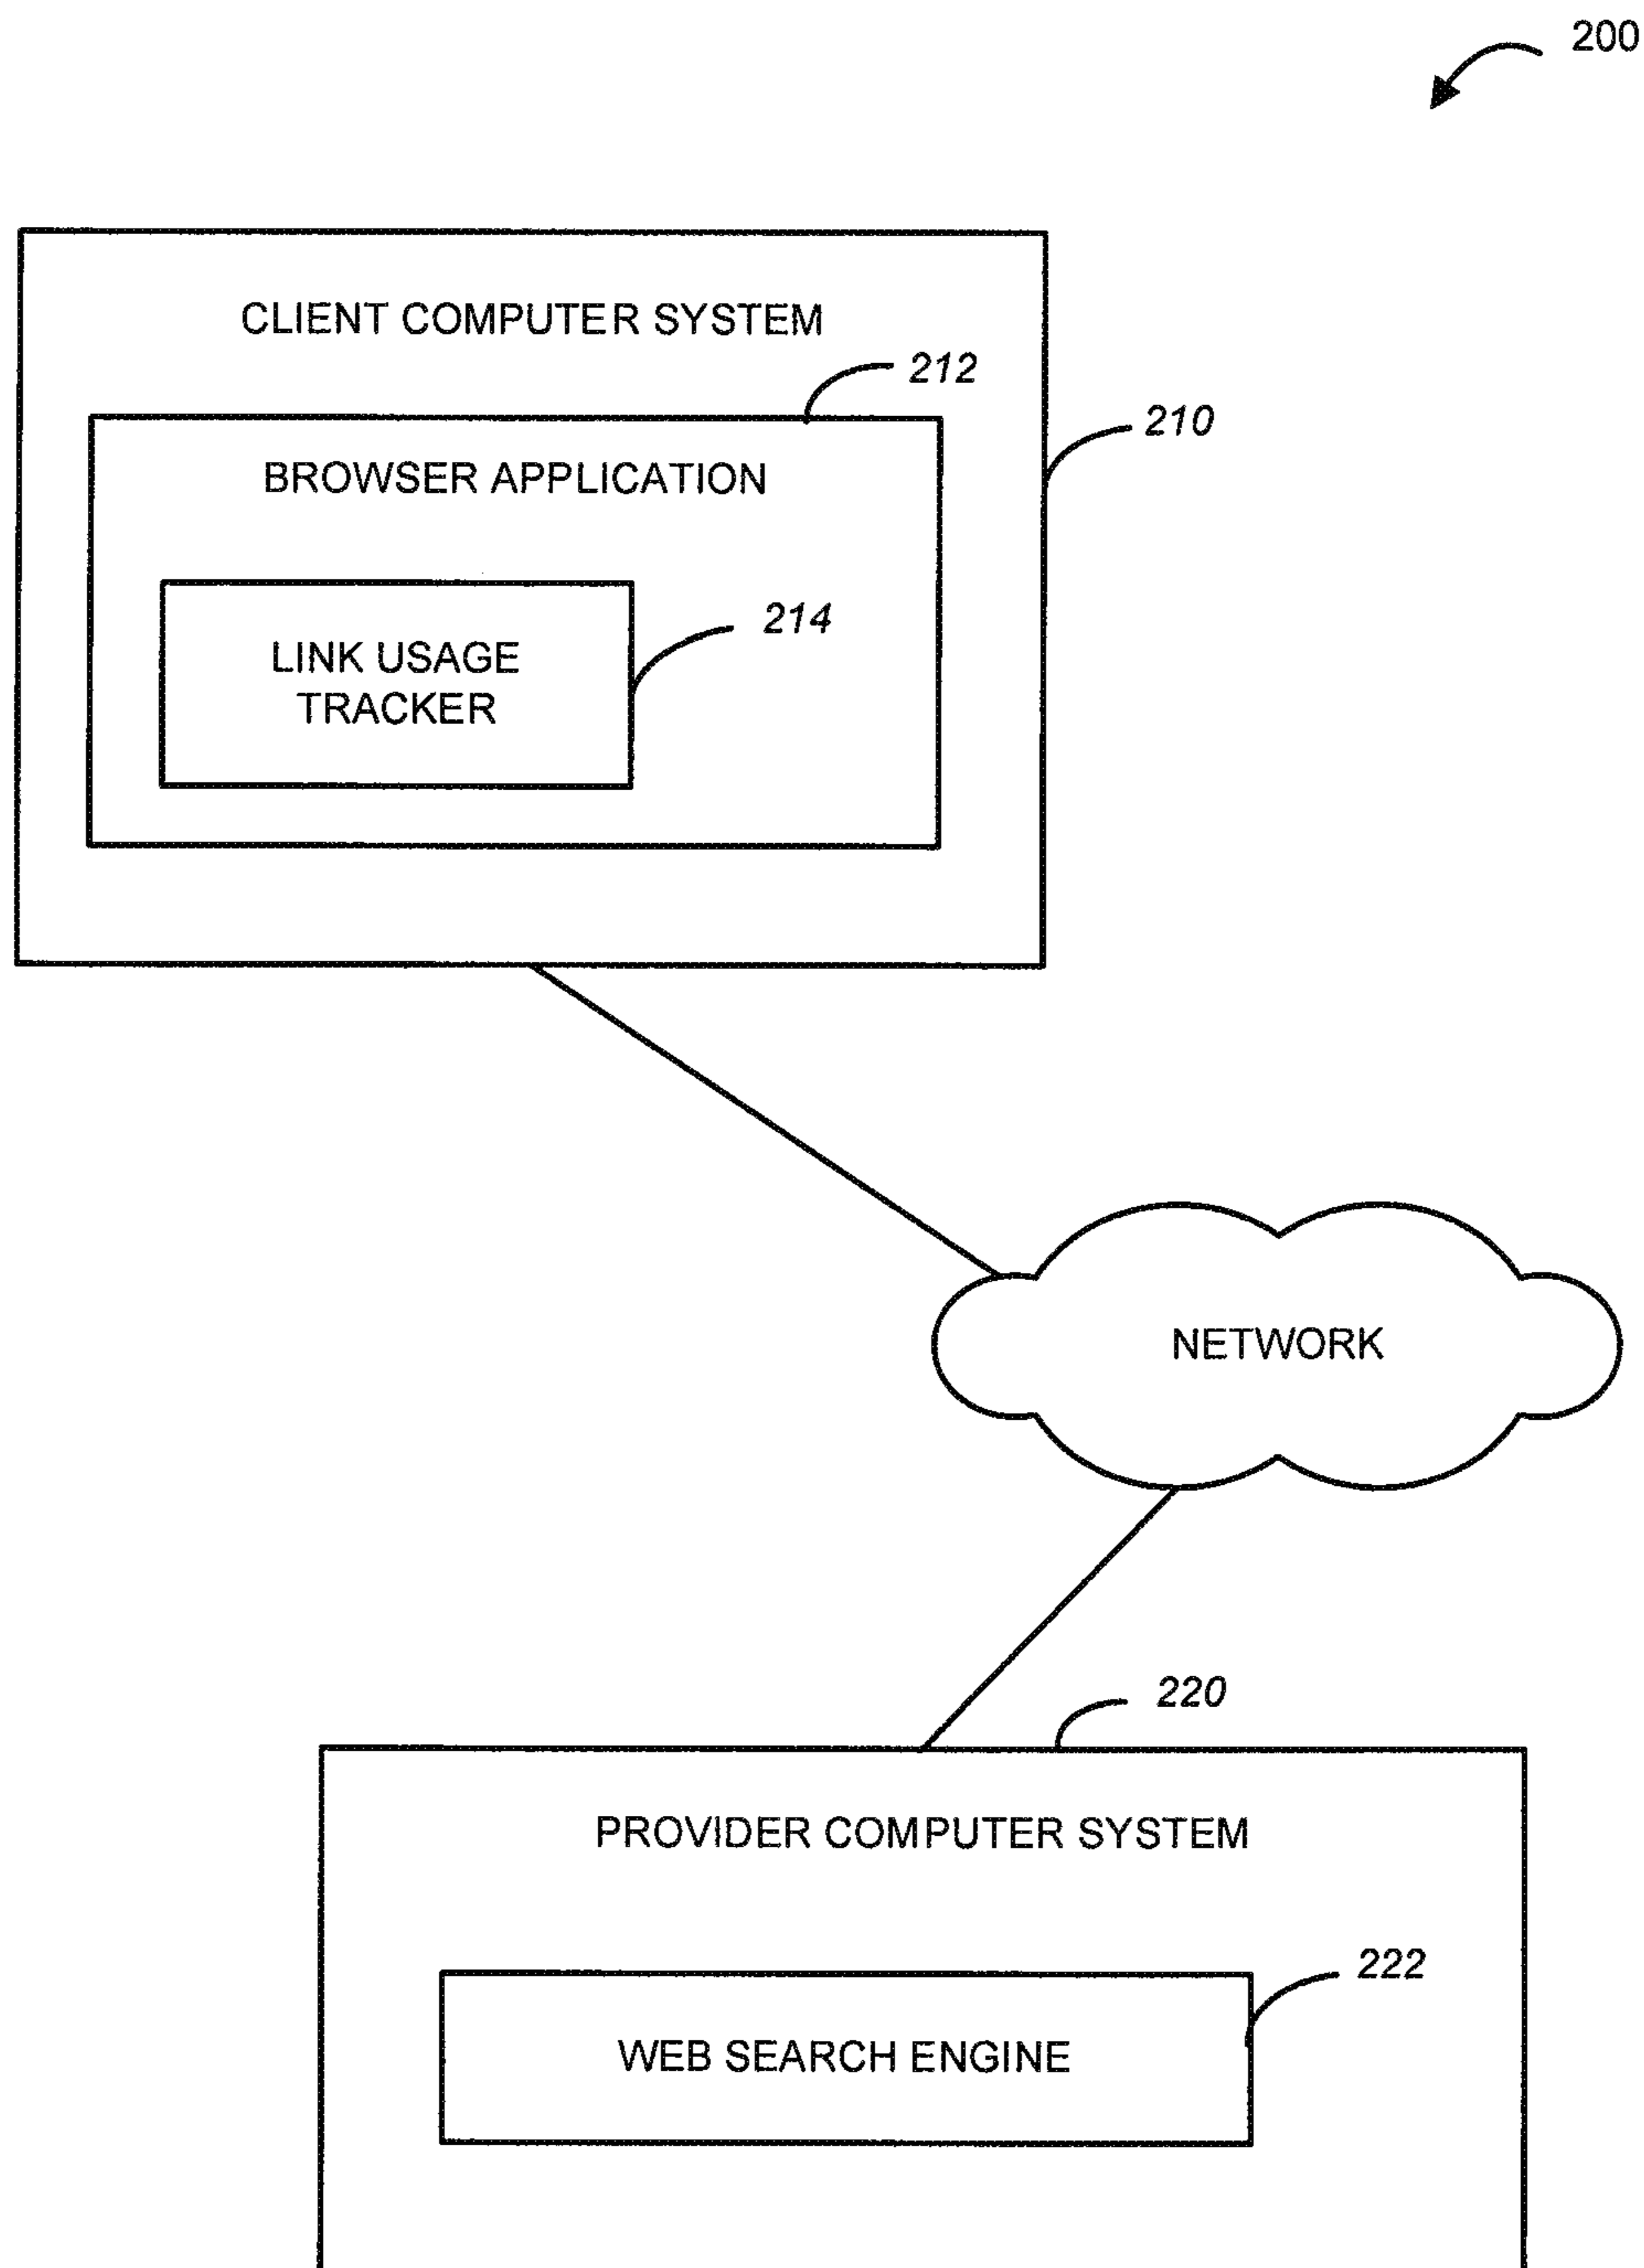 200
CLIENT COMPUTER SYSTEM
212
210
BROWSER APPLICATION
214
LINK USAGE
TRACKER
NETWORK
220
PROVIDER COMPUTER SYSTEM
222
WEB SEARCH ENGINE